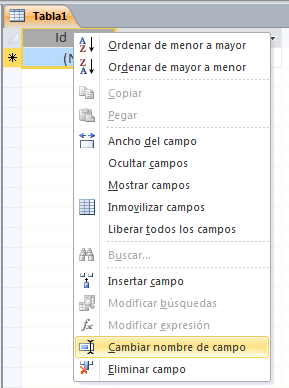 Tabla1
Id
Ordenar de menor a mayor
Ordenar de mayor a menor
Copiar
Pegar
Ancho del campo
Ocultar campos
Mostrar campos
Inmovilizar campos
Liberar todos los campos
Buscar...
Insertar campo
Modificar búsquedas
Modificar expresión
Cambiar nombre de campo
Eliminar campo